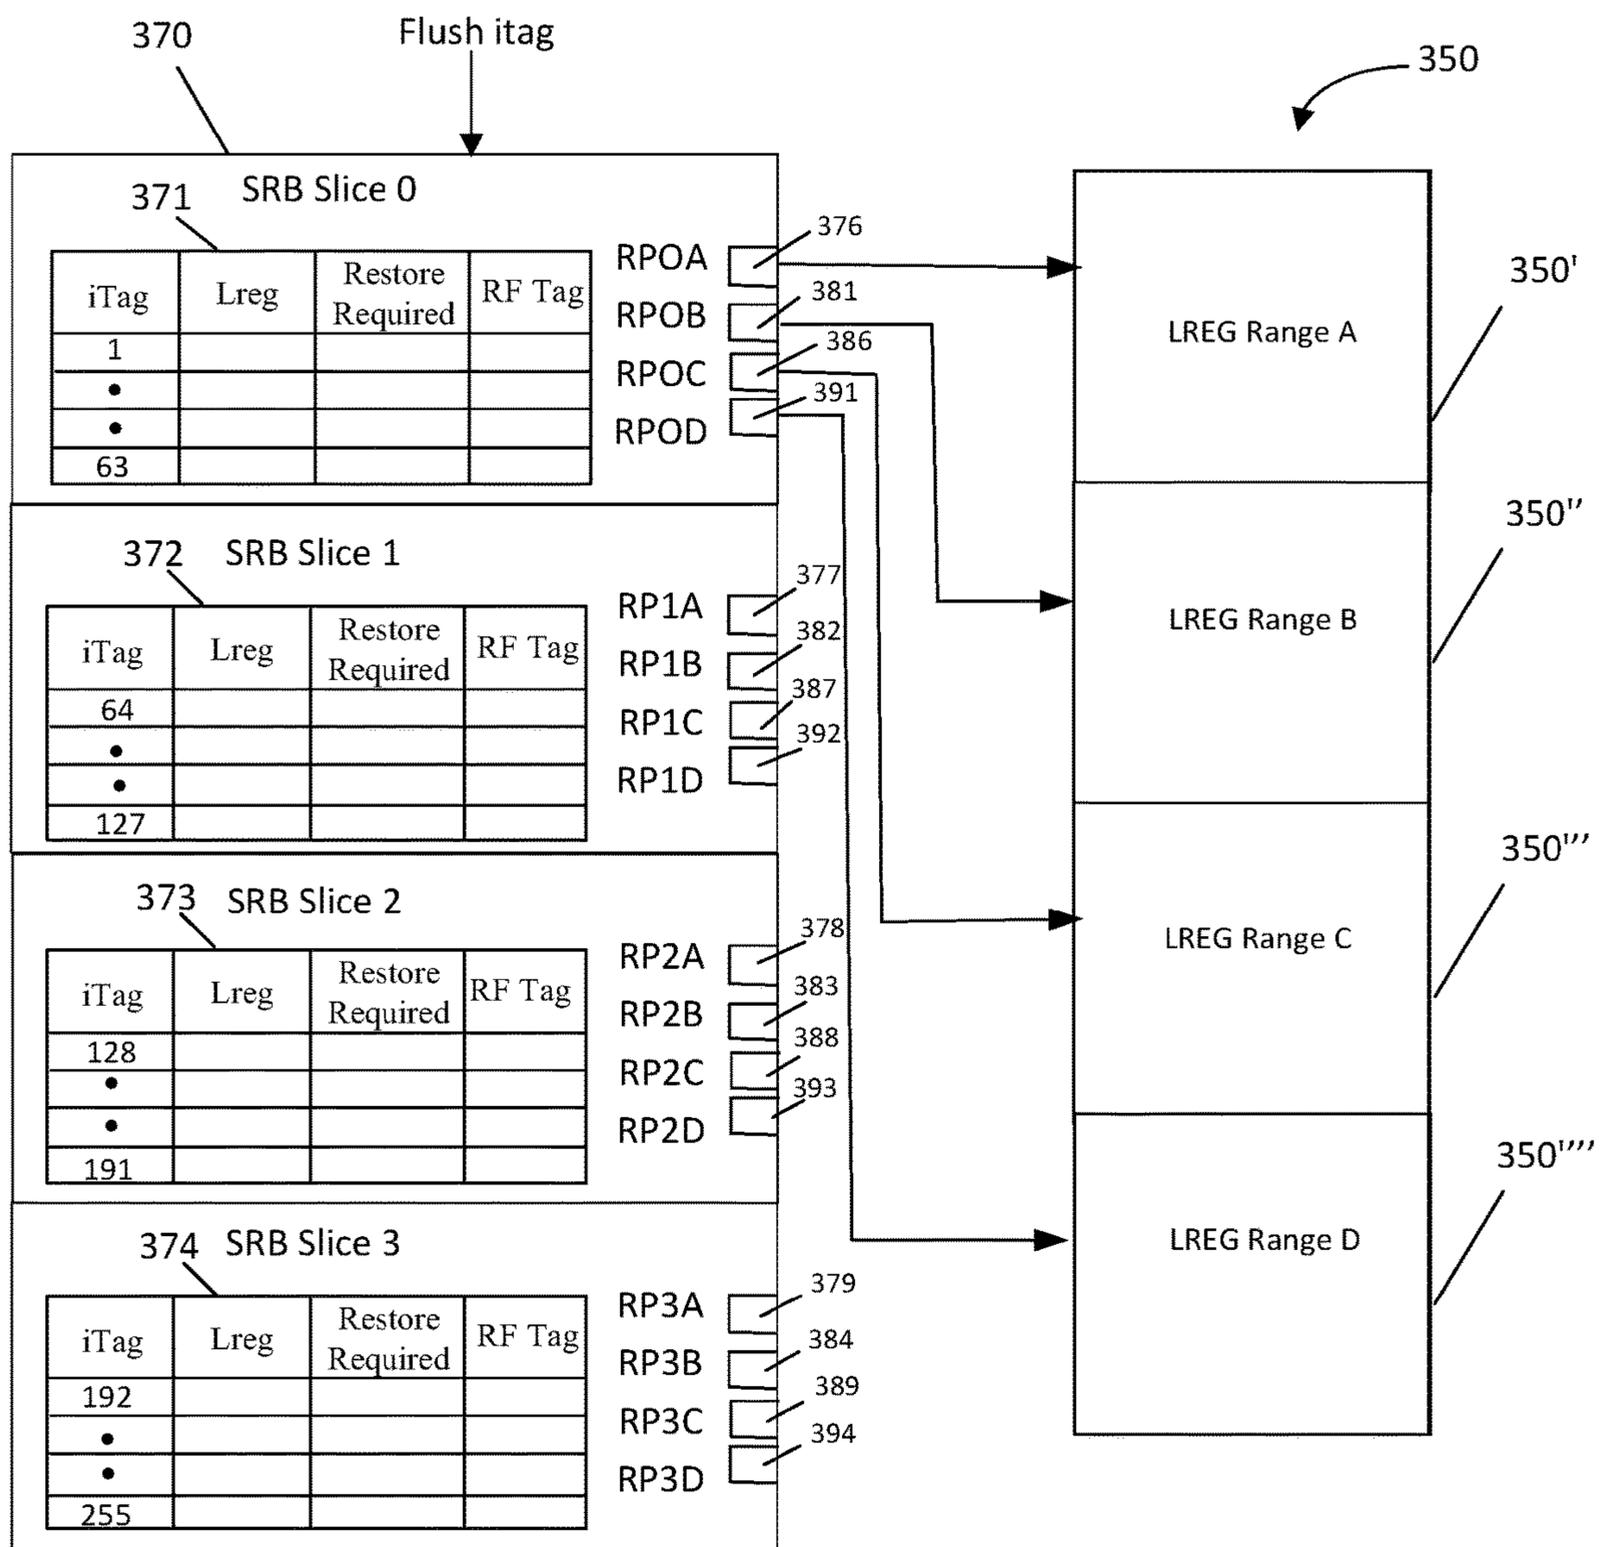 370
Flush itag
350
SRB Slice 0
371
iTag Lreg Restore Required RF Tag
1
63
RPOA 376
RPOB 381
RPOC 386
RPOD 391
SRB Slice 1
372
iTag Lreg Restore Required RF Tag
64
127
RP1A 377
RP1B 382
RP1C 387
RP1D 392
SRB Slice 2
373
iTag Lreg Restore Required RF Tag
128
191
RP2A 378
RP2B 383
RP2C 388
RP2D 393
SRB Slice 3
374
iTag Lreg Restore Required RF Tag
192
255
RP3A 379
RP3B 384
RP3C 389
RP3D 394
LREG Range A
350'
LREG Range B
350''
LREG Range C
350'''
LREG Range D
350''''